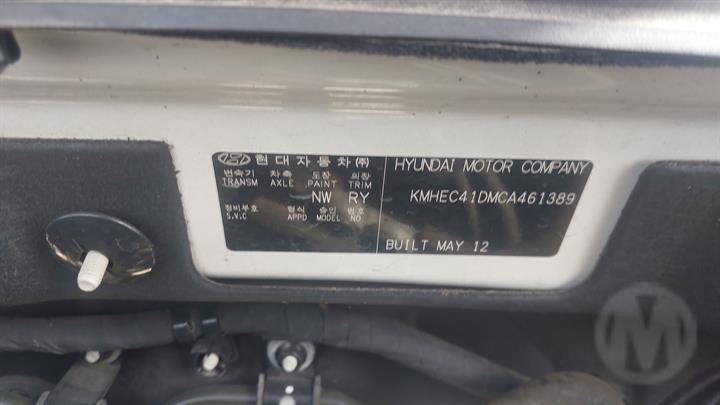 현대자동차(주)
변속기 차축 도장 의장
TRANSM AXLE PAINT TRIM
NW RY
정비부호 형식 승인 번호
S.V.C APPD MODEL NO
HYUNDAI MOTOR COMPANY
KMHEC41DMCA461389
BUILT MAY 12
M